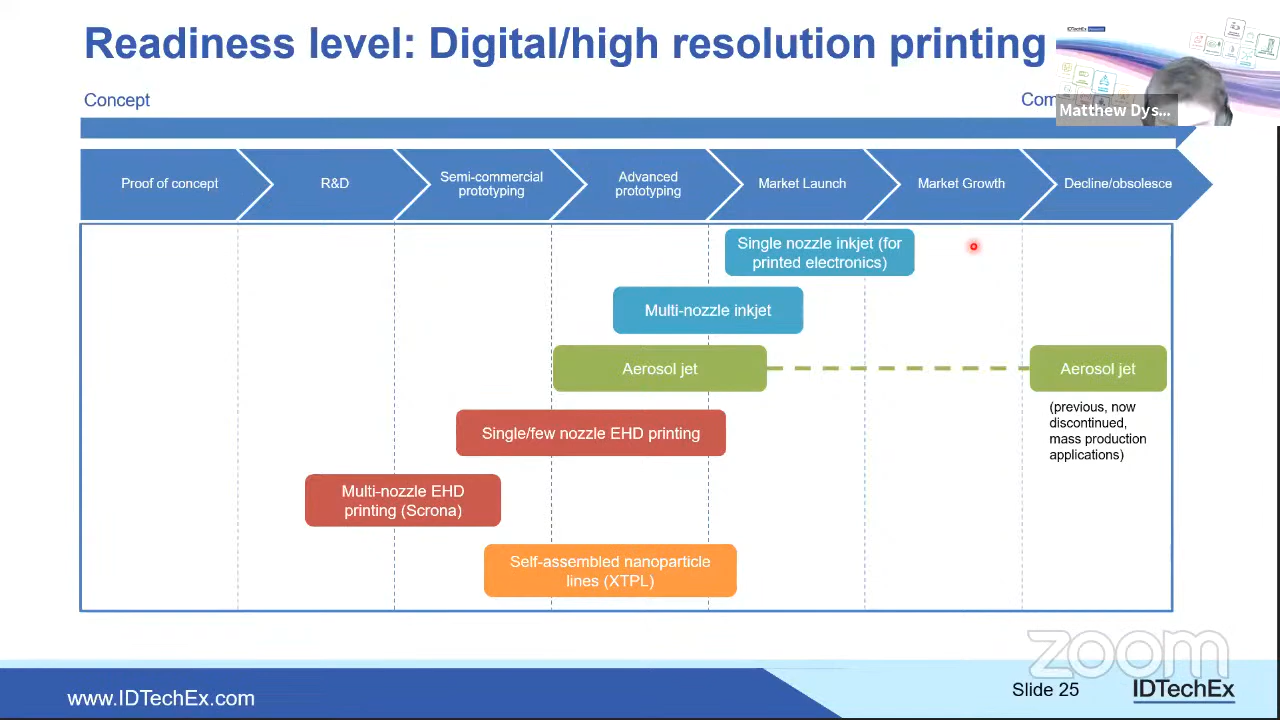 Readiness level: Digital/high resolution printing
IDTechEx
Concept
Com
Matthew Dys...
Proof of concept
R&D
Semi-commercial
prototyping
Advanced
prototyping
Market Launch
Market Growth
Decline/obsolesce
Single nozzle inkjet (for
printed electronics)
Multi-nozzle inkjet
Aerosol jet
Aerosol jet
(previous, now
discontinued,
mass production
applications)
Single/few nozzle EHD printing
Multi-nozzle EHD
printing (Scrona)
Self-assembled nanoparticle
lines (XTPL)
zoom
www.IDTechEx.com
Slide 25
IDTechEx